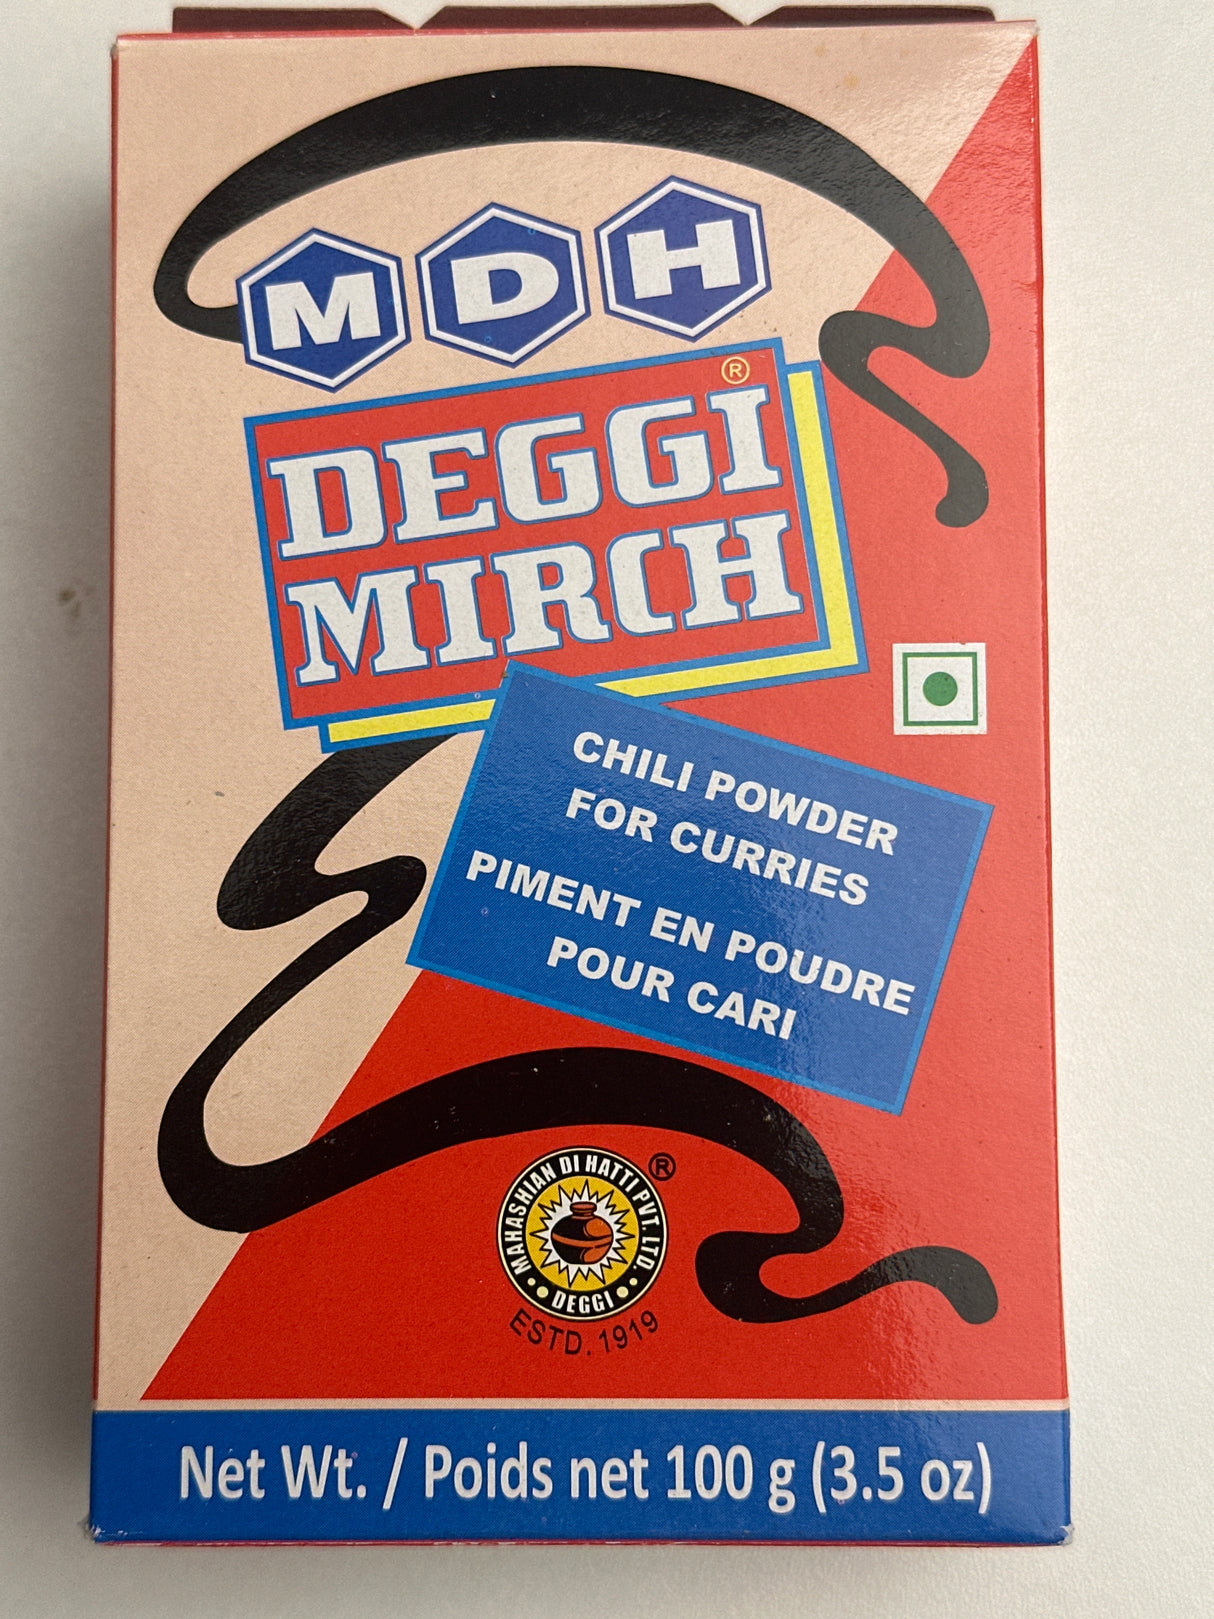 MDH
DEGGI ®
MIRCH
CHILI POWDER
FOR CURRIES
PIMENT EN POUDRE
POUR CARI
MAHASHIAN DI HATTI PVT. LTD. ®
• DEGGI •
ESTD. 1919
Net Wt. / Poids net 100 g (3.5 oz)